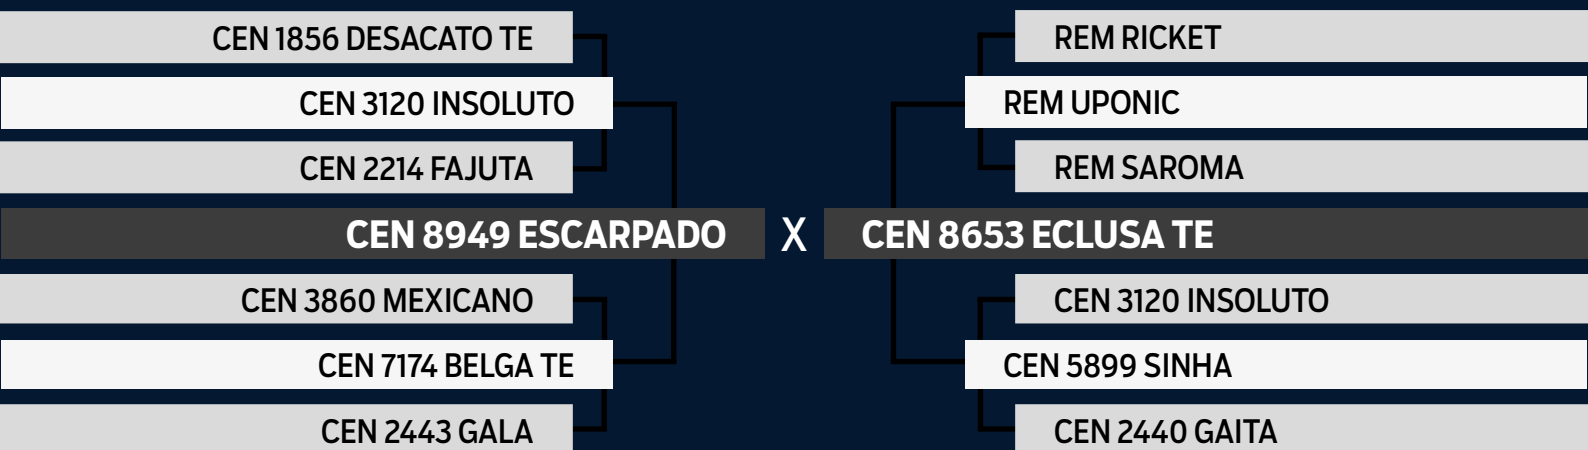 CEN 1856 DESACATO TE
CEN 3120 INSOLUTO
CEN 2214 FAJUTA
CEN 8949 ESCARPADO
CEN 3860 MEXICANO
CEN 7174 BELGA TE
CEN 2443 GALA
X
REM RICKET
REM UPONIC
REM SAROMA
CEN 8653 ECLUSA TE
CEN 3120 INSOLUTO
CEN 5899 SINHA
CEN 2440 GAITA